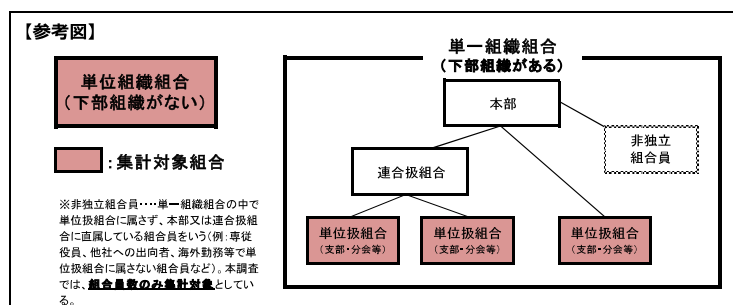 【参考図】
単位組織組合
（下部組織がない）
：集計対象組合
※非独立組合員････単一組織組合の中で
単位扱組合に属さず、本部又は連合扱組
合に直属している組合員をいう（例：専従
役員、他社への出向者、海外勤務等で単
位扱組合に属さない組合員など）。本調査
では、組合員数のみ集計対象としてい
る。
単一組織組合
（下部組織がある）
本部
非独立
組合員
連合扱組合
単位扱組合
（支部・分会等）
単位扱組合
（支部・分会等）
単位扱組合
（支部・分会等）